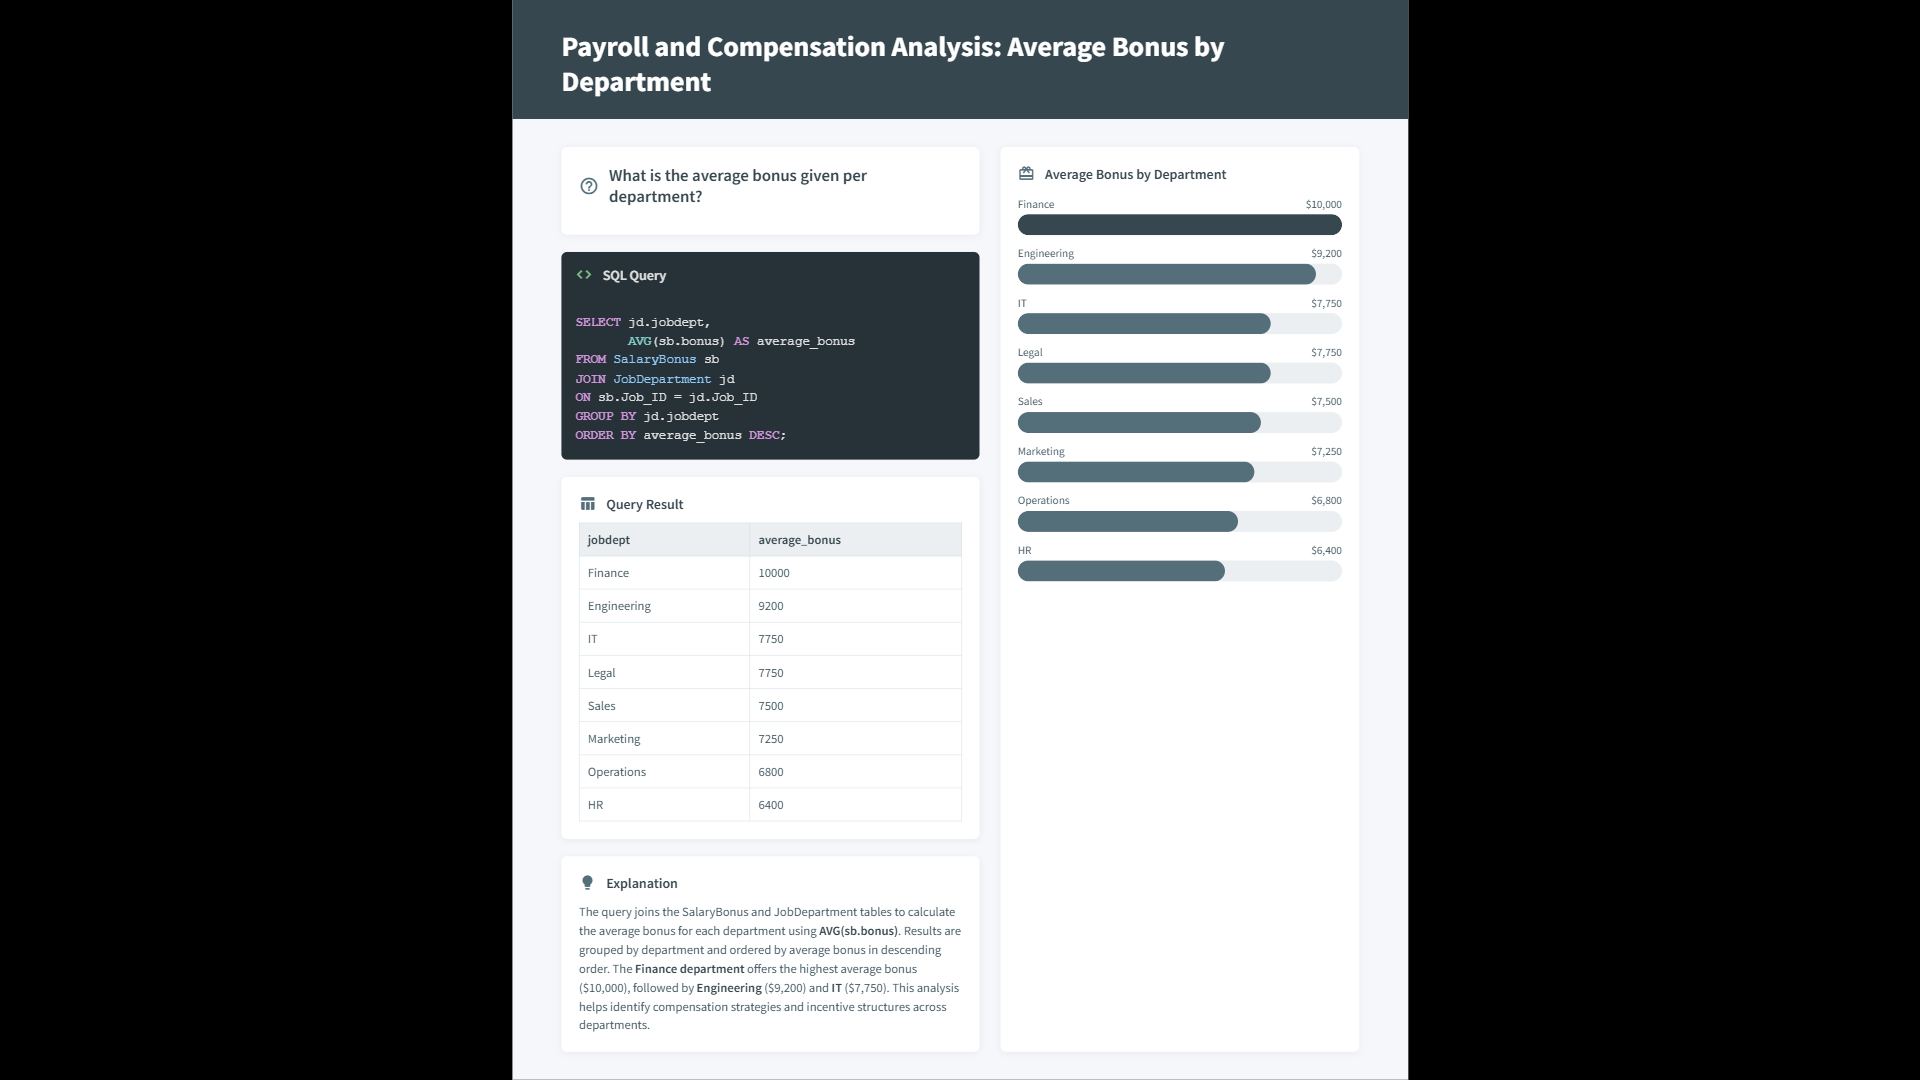 Payroll and Compensation Analysis: Average Bonus by
Department
What is the average bonus given per
department?
SQL Query
SELECT jd.jobdept,
       AVG(sb.bonus) AS average_bonus
FROM SalaryBonus sb
JOIN JobDepartment jd
ON sb.Job_ID = jd.Job_ID
GROUP BY jd.jobdept
ORDER BY average_bonus DESC;
Query Result
jobdept average_bonus
Finance 10000
Engineering 9200
IT 7750
Legal 7750
Sales 7500
Marketing 7250
Operations 6800
HR 6400
Explanation
The query joins the SalaryBonus and JobDepartment tables to calculate
the average bonus for each department using AVG(sb.bonus). Results are
grouped by department and ordered by average bonus in descending
order. The Finance department offers the highest average bonus
($10,000), followed by Engineering ($9,200) and IT ($7,750). This analysis
helps identify compensation strategies and incentive structures across
departments.
Average Bonus by Department
Finance $10,000
Engineering $9,200
IT $7,750
Legal $7,750
Sales $7,500
Marketing $7,250
Operations $6,800
HR $6,400